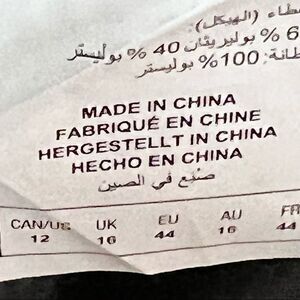 (الهيكل):
% بوليريثان 40 % بوليستر
100% بوليستر
MADE IN CHINA
FABRIQUÉ EN CHINE
HERGESTELLT IN CHINA
HECHO EN CHINA
صنع في الصين
CAN/US UK EU AU FR
12 16 44 16 44